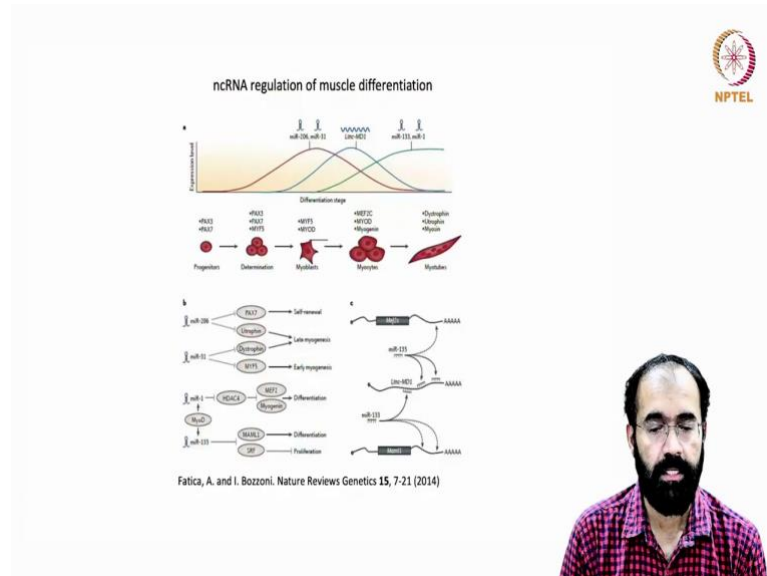 NPTEL
ncRNA regulation of muscle differentiation
a
miR-206, miR-31 Linc-MD1 miR-133, miR-1
Expression level
Differentiation stage
•PAX3 •PAX3 •MYF5 •MEF2C •Dystrophin
•PAX7 •PAX7 •MYOD •MYOD •Utrophin
•MYF5 •Myogenin •Myosin
Progenitors Determination Myoblasts Myocytes Myotubes
b
miR-206 PAX7 Self-renewal
Utrophin
Late myogenesis
Dystrophin
miR-31 MYF5 Early myogenesis
miR-1 HDAC4 Differentiation
Myogenin
MyoD
miR-133 MAML1 Differentiation
SRF Proliferation
c
AAAAA
miR-135
Linc-MD1 AAAAA
miR-133
Maml1 AAAAA
Fatica, A. and I. Bozzoni. Nature Reviews Genetics 15, 7-21 (2014)